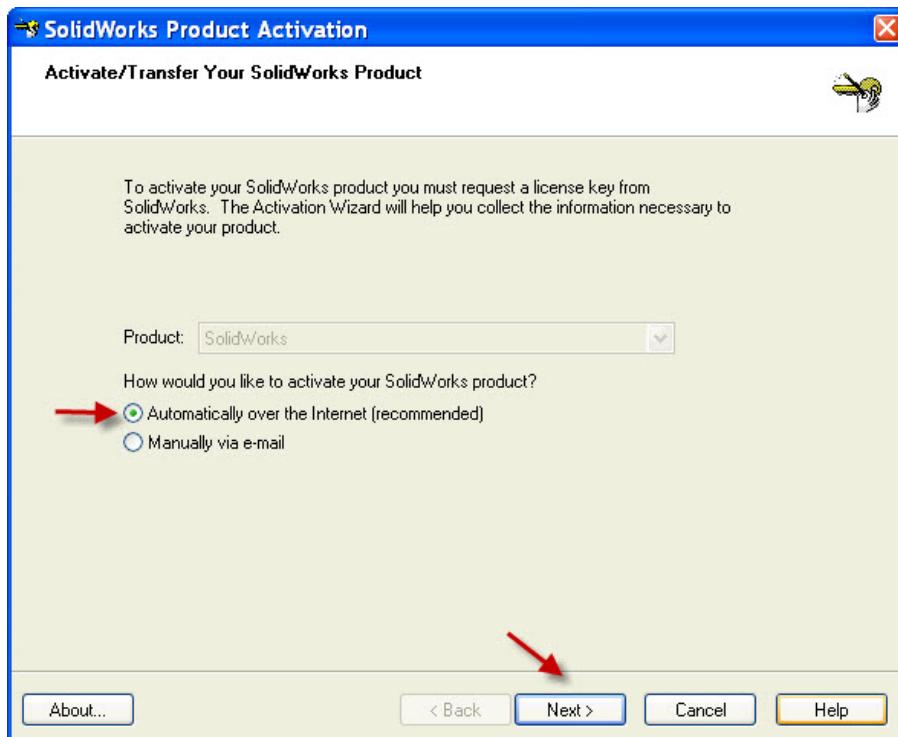 SolidWorks Product Activation
Activate/Transfer Your SolidWorks Product
To activate your SolidWorks product you must request a license key from
SolidWorks. The Activation Wizard will help you collect the information necessary to
activate your product.
Product: SolidWorks
How would you like to activate your SolidWorks product?
Automatically over the Internet (recommended)
Manually via e-mail
About... < Back Next > Cancel Help